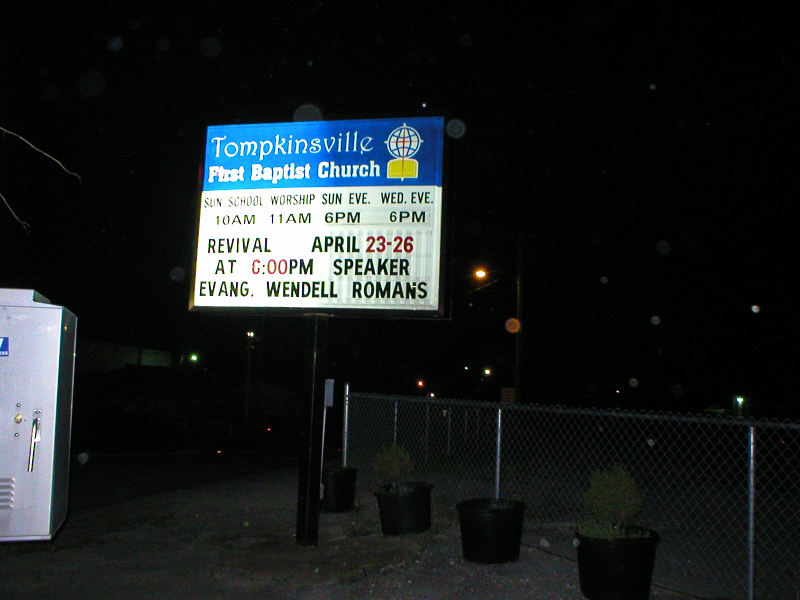 Tompkinsville
First Baptist Church
SUN SCHOOL WORSHIP SUN EVE. WED. EVE.
10AM 11AM 6PM 6PM
REVIVAL APRIL 23-26
AT 6:00PM SPEAKER
EVANG. WENDELL ROMANS